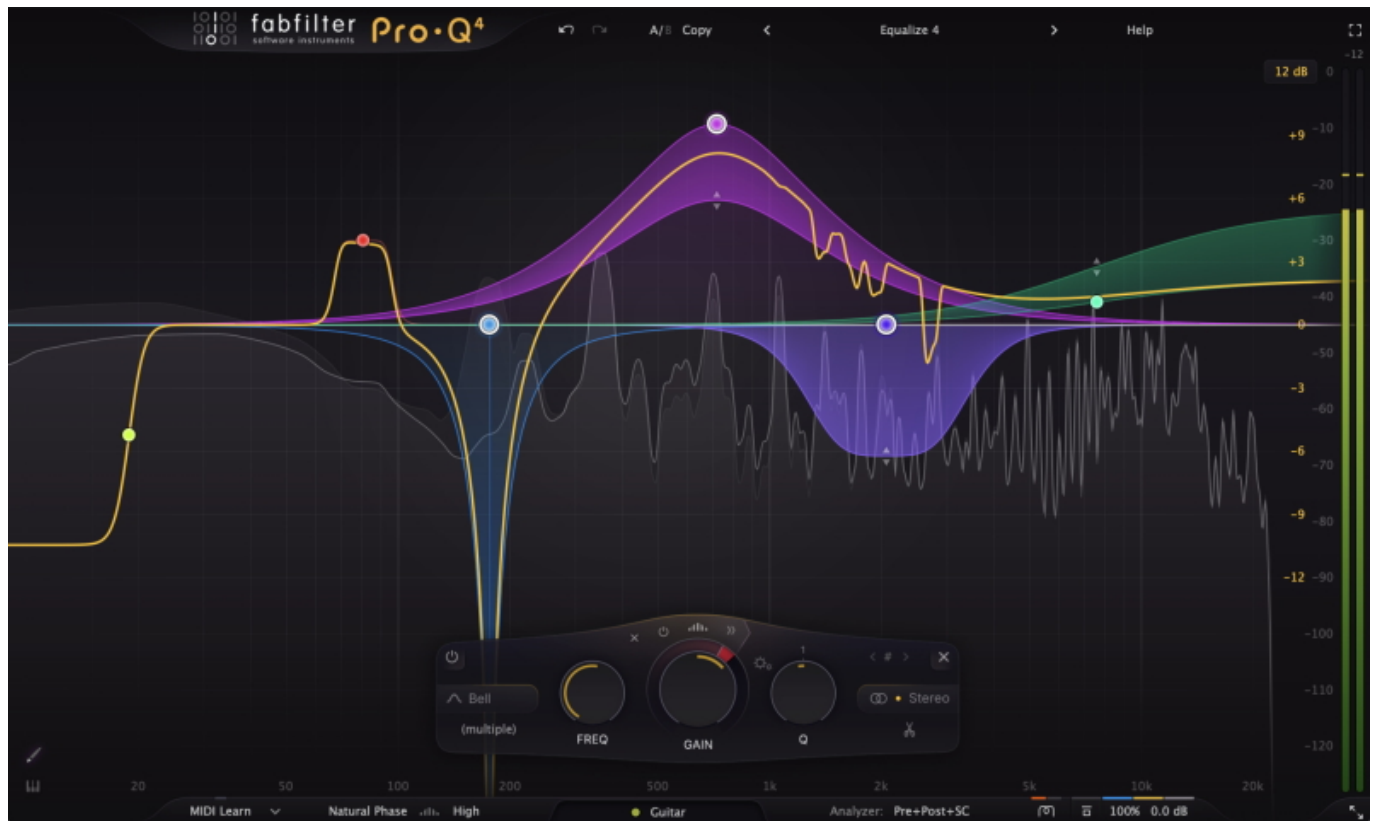 fabfilter Pro·Q4
software instruments
A/B Copy
Equalize 4
Help
-12
12 dB 0
+9 -10
-20
+6
-30
+3
-40
0
-50
-3
-60
-6
-70
-9 -80
-12 -90
-100
-110
-120
1
< # >
Bell
Stereo
(multiple)
FREQ
GAIN
Q
20 50 100 200 500 1k 2k 5k 10k 20k
MIDI Learn Natural Phase High Guitar Analyzer: Pre+Post+SC 100% 0.0 dB